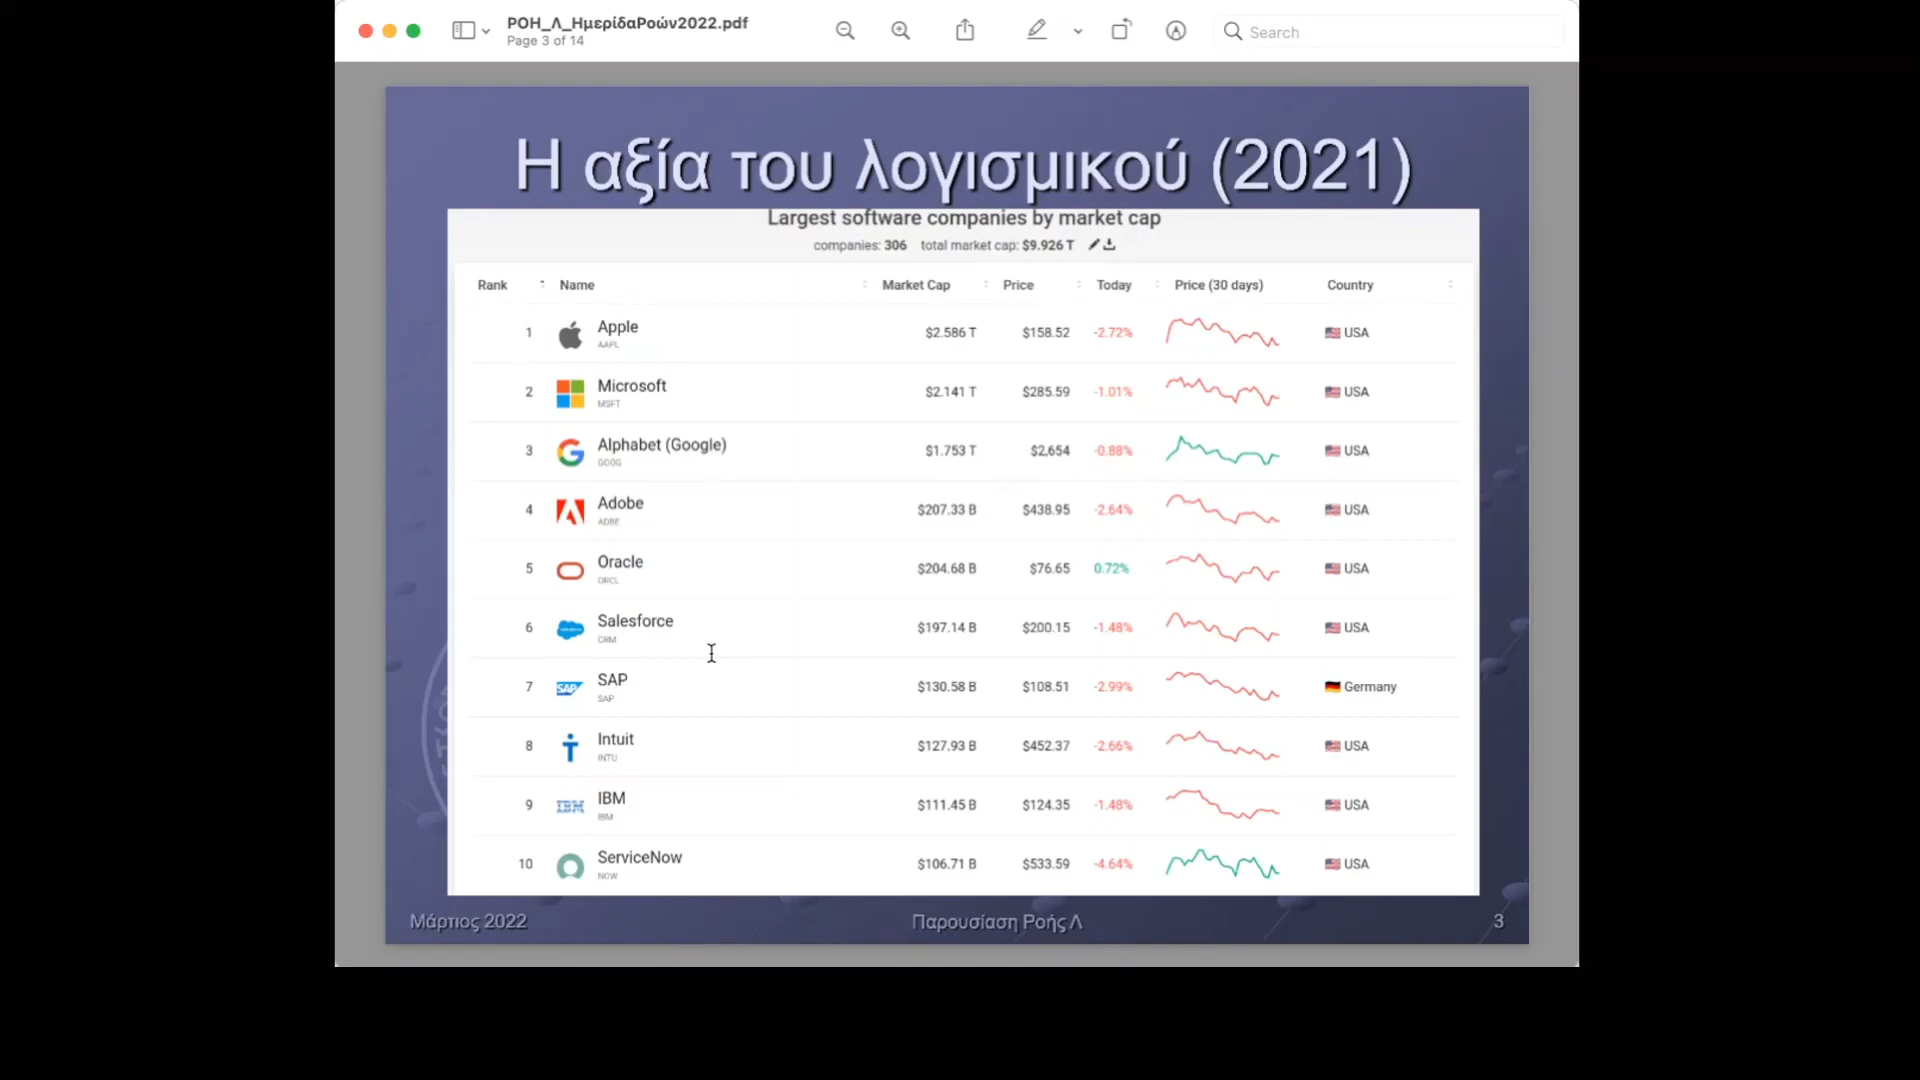 ΡΟΗ_Λ_ΗμερίδαΡοών2022.pdf
Page 3 of 14
Search
Η αξία του λογισμικού (2021)
Largest software companies by market cap
companies: 306 total market cap: $9.926 T
Rank Name Market Cap Price Today Price (30 days) Country
1 Apple $2.586 T $158.52 -2.72% USA
AAPL
2 Microsoft $2.141 T $285.59 -1.01% USA
MSFT
3 Alphabet (Google) $1.753 T $2,654 -0.88% USA
GOOG
4 Adobe $207.33 B $438.95 -2.64% USA
ADBE
5 Oracle $204.68 B $76.65 0.72% USA
ORCL
6 Salesforce $197.14 B $200.15 -1.48% USA
CRM
7 SAP SAP $130.58 B $108.51 -2.99% Germany
SAP
8 Intuit $127.93 B $452.37 -2.66% USA
INTU
9 IBM IBM $111.45 B $124.35 -1.48% USA
IBM
10 ServiceNow $106.71 B $533.59 -4.64% USA
NOW
Μάρτιος 2022 Παρουσίαση Ροής Λ 3